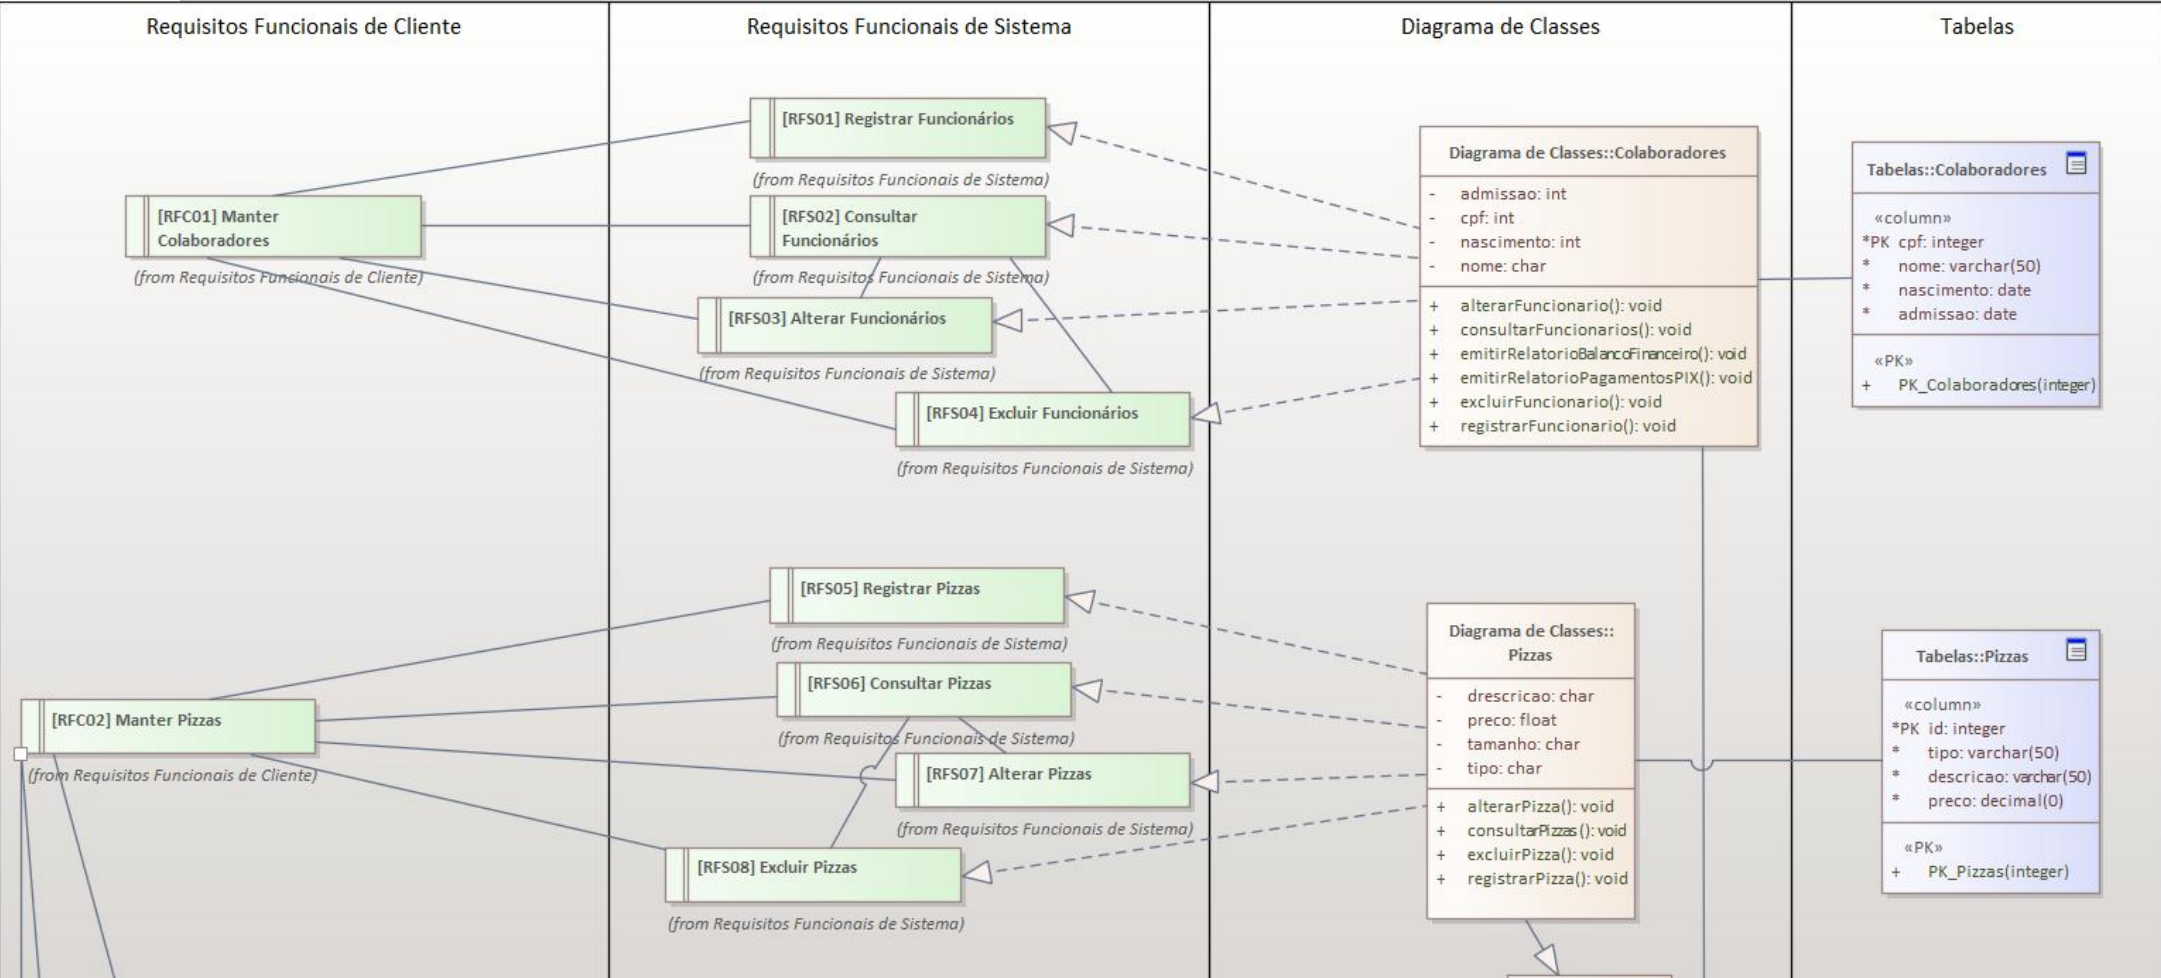 Requisitos Funcionais de Cliente
Requisitos Funcionais de Sistema
Diagrama de Classes
Tabelas
[RFC01] Manter
Colaboradores
(from Requisitos Funcionais de Cliente)
[RFS01] Registrar Funcionários
(from Requisitos Funcionais de Sistema)
[RFS02] Consultar
Funcionários
(from Requisitos Funcionais de Sistema)
[RFS03] Alterar Funcionários
(from Requisitos Funcionais de Sistema)
[RFS04] Excluir Funcionários
(from Requisitos Funcionais de Sistema)
Diagrama de Classes::Colaboradores
- admissao: int
- cpf: int
- nascimento: int
- nome: char
+ alterarFuncionario(): void
+ consultarFuncionarios(): void
+ emitirRelatorioBalancoFinanceiro(): void
+ emitirRelatorioPagamentosPIX(): void
+ excluirFuncionario(): void
+ registrarFuncionario(): void
Tabelas::Colaboradores
«column»
*PK cpf: integer
* nome: varchar(50)
* nascimento: date
* admissao: date
«PK»
+ PK_Colaboradores(integer)
[RFC02] Manter Pizzas
(from Requisitos Funcionais de Cliente)
[RFS05] Registrar Pizzas
(from Requisitos Funcionais de Sistema)
[RFS06] Consultar Pizzas
(from Requisitos Funcionais de Sistema)
[RFS07] Alterar Pizzas
(from Requisitos Funcionais de Sistema)
[RFS08] Excluir Pizzas
(from Requisitos Funcionais de Sistema)
Diagrama de Classes::
Pizzas
- drescricao: char
- preco: float
- tamanho: char
- tipo: char
+ alterarPizza(): void
+ consultarPizzas(): void
+ excluirPizza(): void
+ registrarPizza(): void
Tabelas::Pizzas
«column»
*PK id: integer
* tipo: varchar(50)
* descricao: varchar(50)
* preco: decimal(0)
«PK»
+ PK_Pizzas(integer)